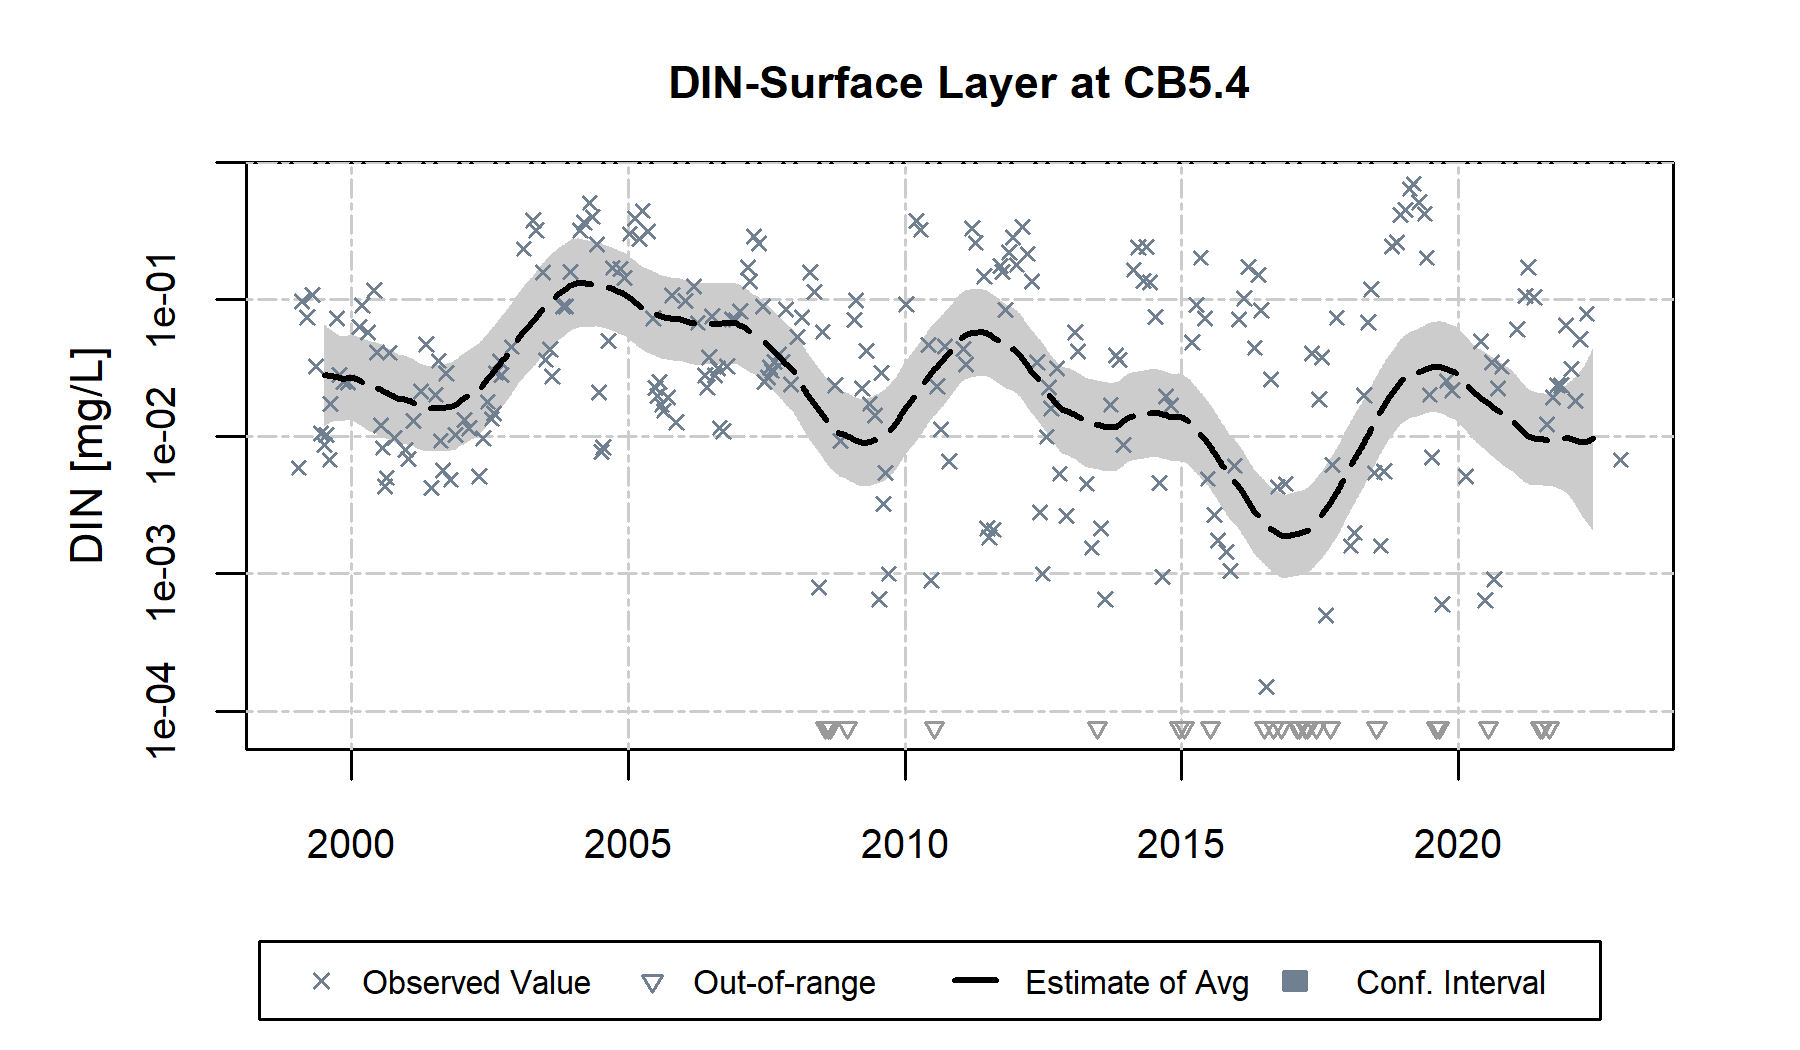 DIN-Surface Layer at CB5.4
DIN [mg/L]
1e-01
1e-02
1e-03
1e-04
2000 2005 2010 2015 2020
Observed Value Out-of-range Estimate of Avg Conf. Interval